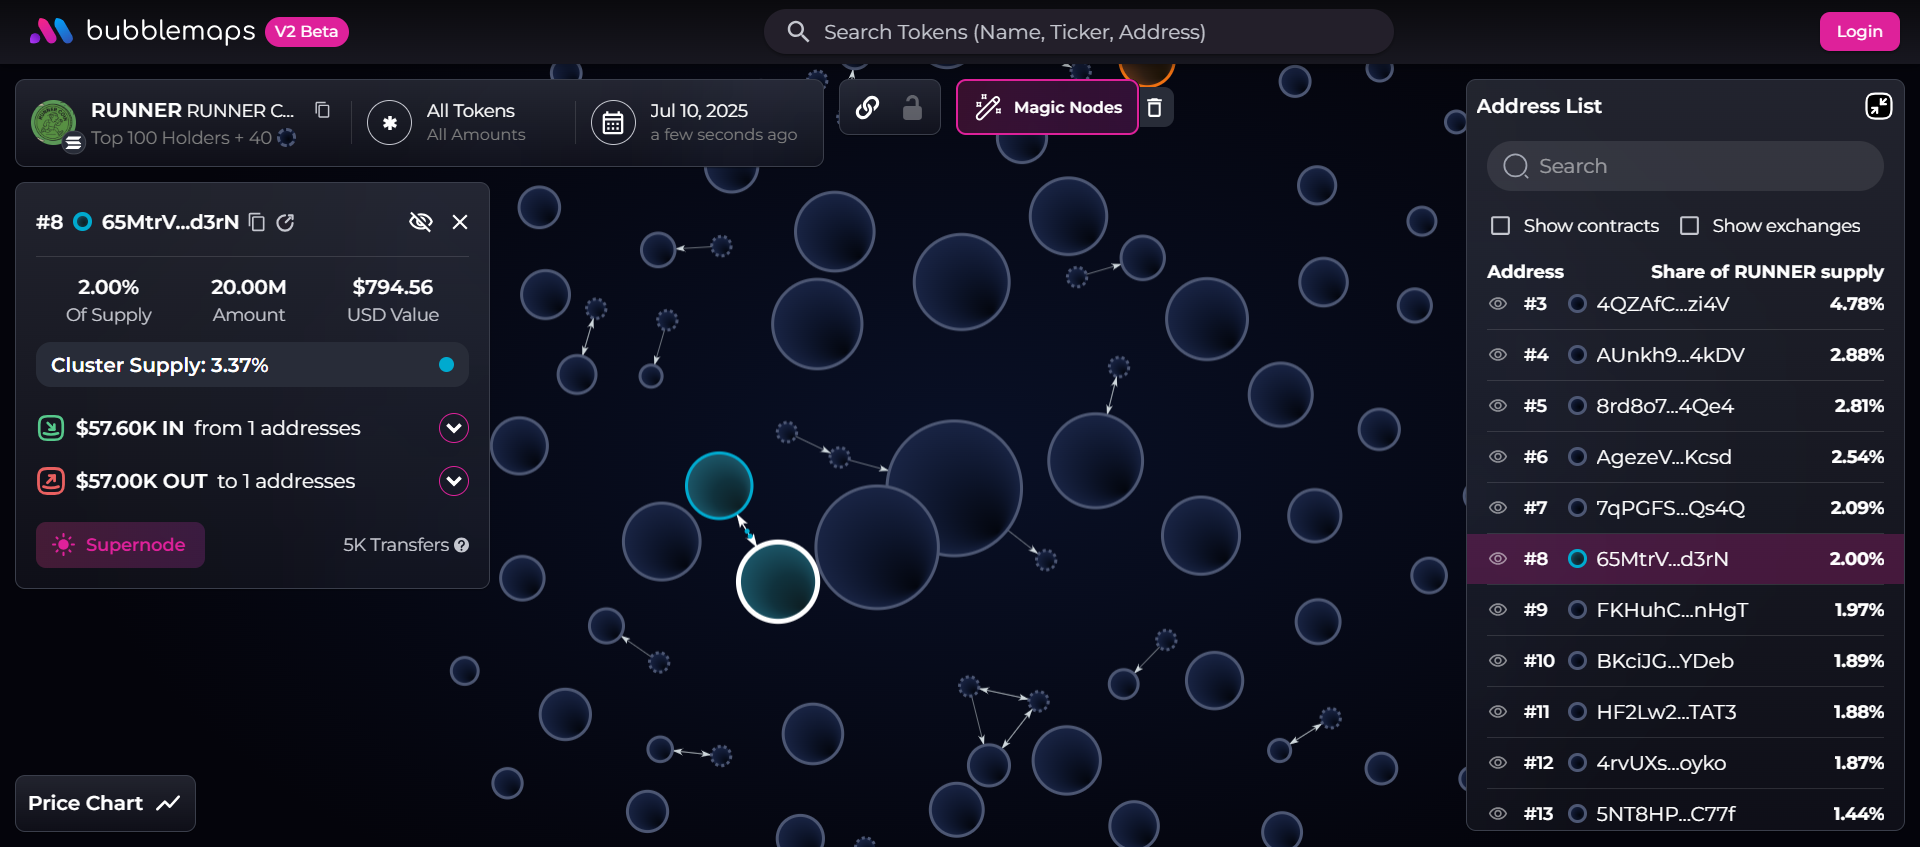 bubblemaps V2 Beta
Search Tokens (Name, Ticker, Address)
Login
RUNNER RUNNER C...
Top 100 Holders + 40
All Tokens
All Amounts
Jul 10, 2025
a few seconds ago
Magic Nodes
#8 65MtrV...d3rN
2.00% 20.00M $794.56
Of Supply Amount USD Value
Cluster Supply: 3.37%
$57.60K IN from 1 addresses
$57.00K OUT to 1 addresses
Supernode 5K Transfers ?
Price Chart
Address List
Search
Show contracts Show exchanges
Address Share of RUNNER supply
#3 4QZAfC...zi4V 4.78%
#4 AUnkh9...4kDV 2.88%
#5 8rd8o7...4Qe4 2.81%
#6 AgezeV...Kcsd 2.54%
#7 7qPGFS...Qs4Q 2.09%
#8 65MtrV...d3rN 2.00%
#9 FKHuhC...nHgT 1.97%
#10 BKciJG...YDeb 1.89%
#11 HF2Lw2...TAT3 1.88%
#12 4rvUXs...oyko 1.87%
#13 5NT8HP...C77f 1.44%